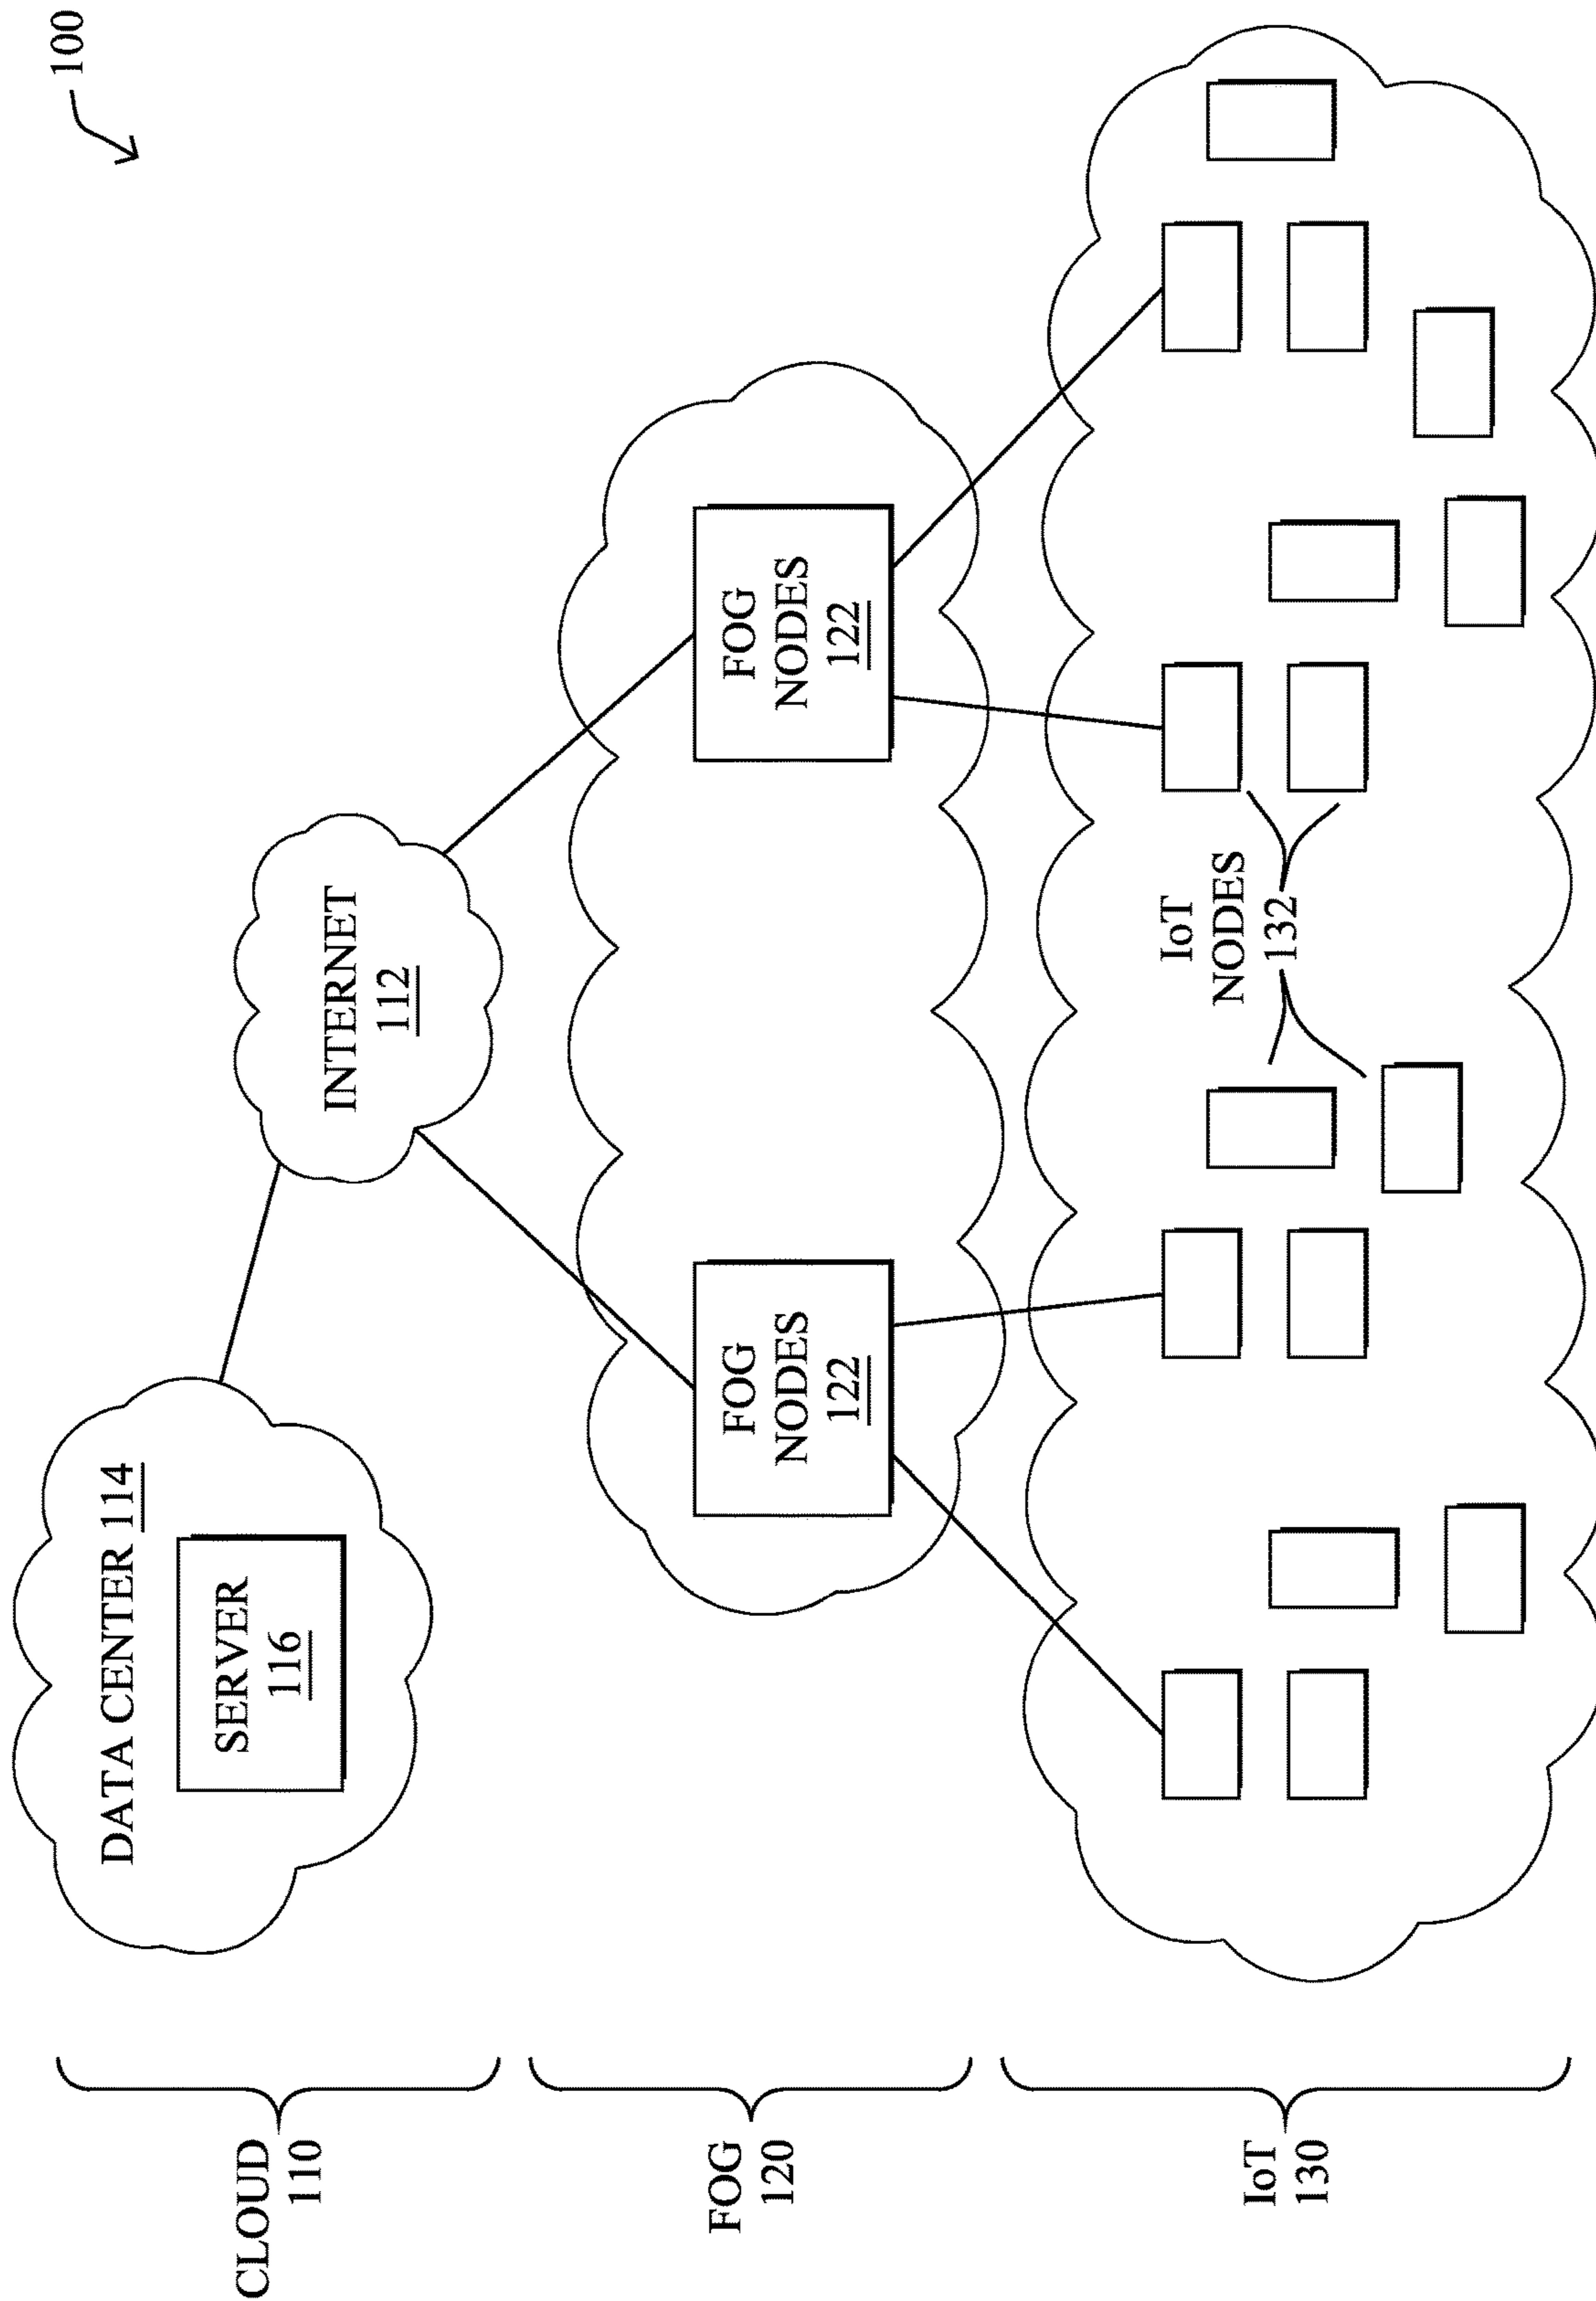 100
CLOUD
110
DATA CENTER 114
SERVER
116
INTERNET
112
FOG
120
FOG
NODES
122
FOG
NODES
122
IoT
130
IoT
NODES
132